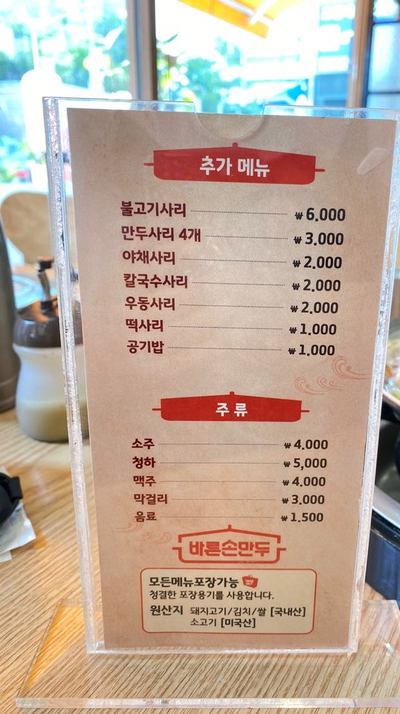 추가 메뉴
불고기사리 ₩ 6,000
만두사리 4개 ₩ 3,000
야채사리 ₩ 2,000
칼국수사리 ₩ 2,000
우동사리 ₩ 2,000
떡사리 ₩ 1,000
공기밥 ₩ 1,000
주 류
소주 ₩ 4,000
청하 ₩ 5,000
맥주 ₩ 4,000
막걸리 ₩ 3,000
음료 ₩ 1,500
바른손만두
모든메뉴포장가능
청결한 포장용기를 사용합니다.
원산지 돼지고기/김치/쌀 [국내산]
소고기 [미국산]